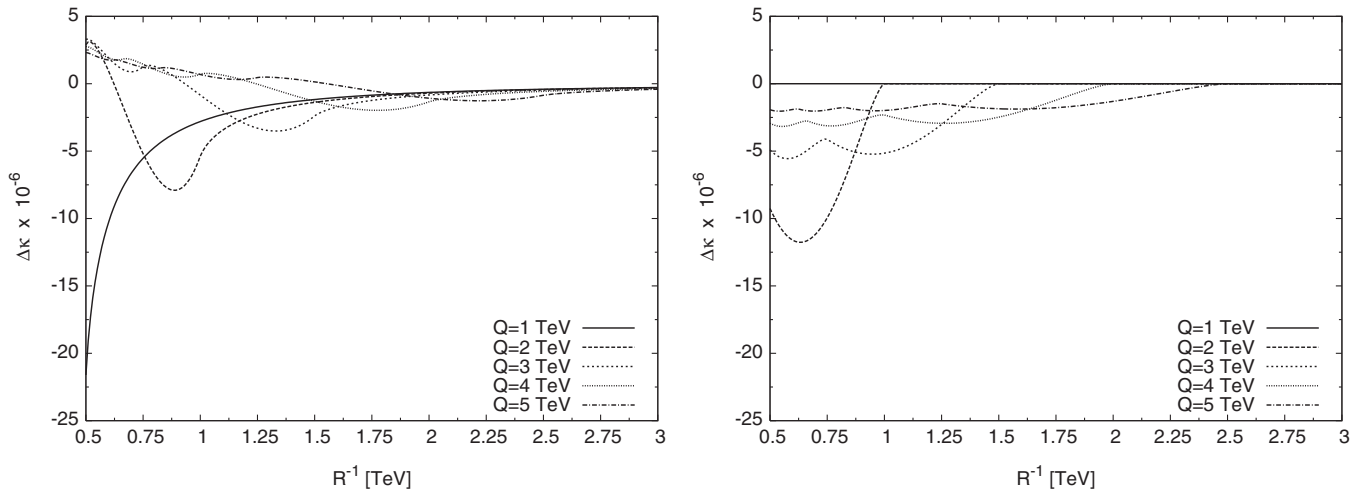 5
0
-5
-10
-15
-20
-25
Δκ x 10-6
0.5 0.75 1 1.25 1.5 1.75 2 2.25 2.5 2.75 3
R-1 [TeV]
Q=1 TeV
Q=2 TeV
Q=3 TeV
Q=4 TeV
Q=5 TeV
5
0
-5
-10
-15
-20
-25
Δκ x 10-6
0.5 0.75 1 1.25 1.5 1.75 2 2.25 2.5 2.75 3
R-1 [TeV]
Q=1 TeV
Q=2 TeV
Q=3 TeV
Q=4 TeV
Q=5 TeV